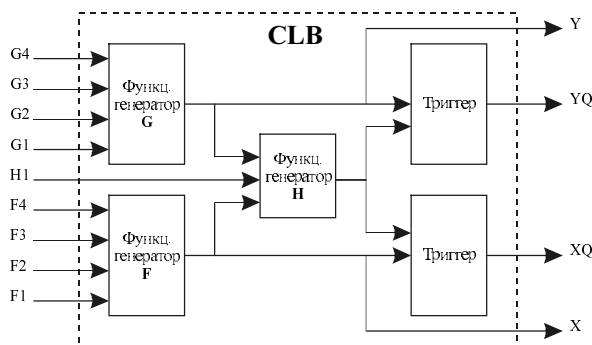 CLB
Y
G4
G3
G2
G1
H1
F4
F3
F2
F1
Функц.
генератор
G
Функц.
генератор
H
Функц.
генератор
F
Триггер
YQ
Триггер
XQ
X